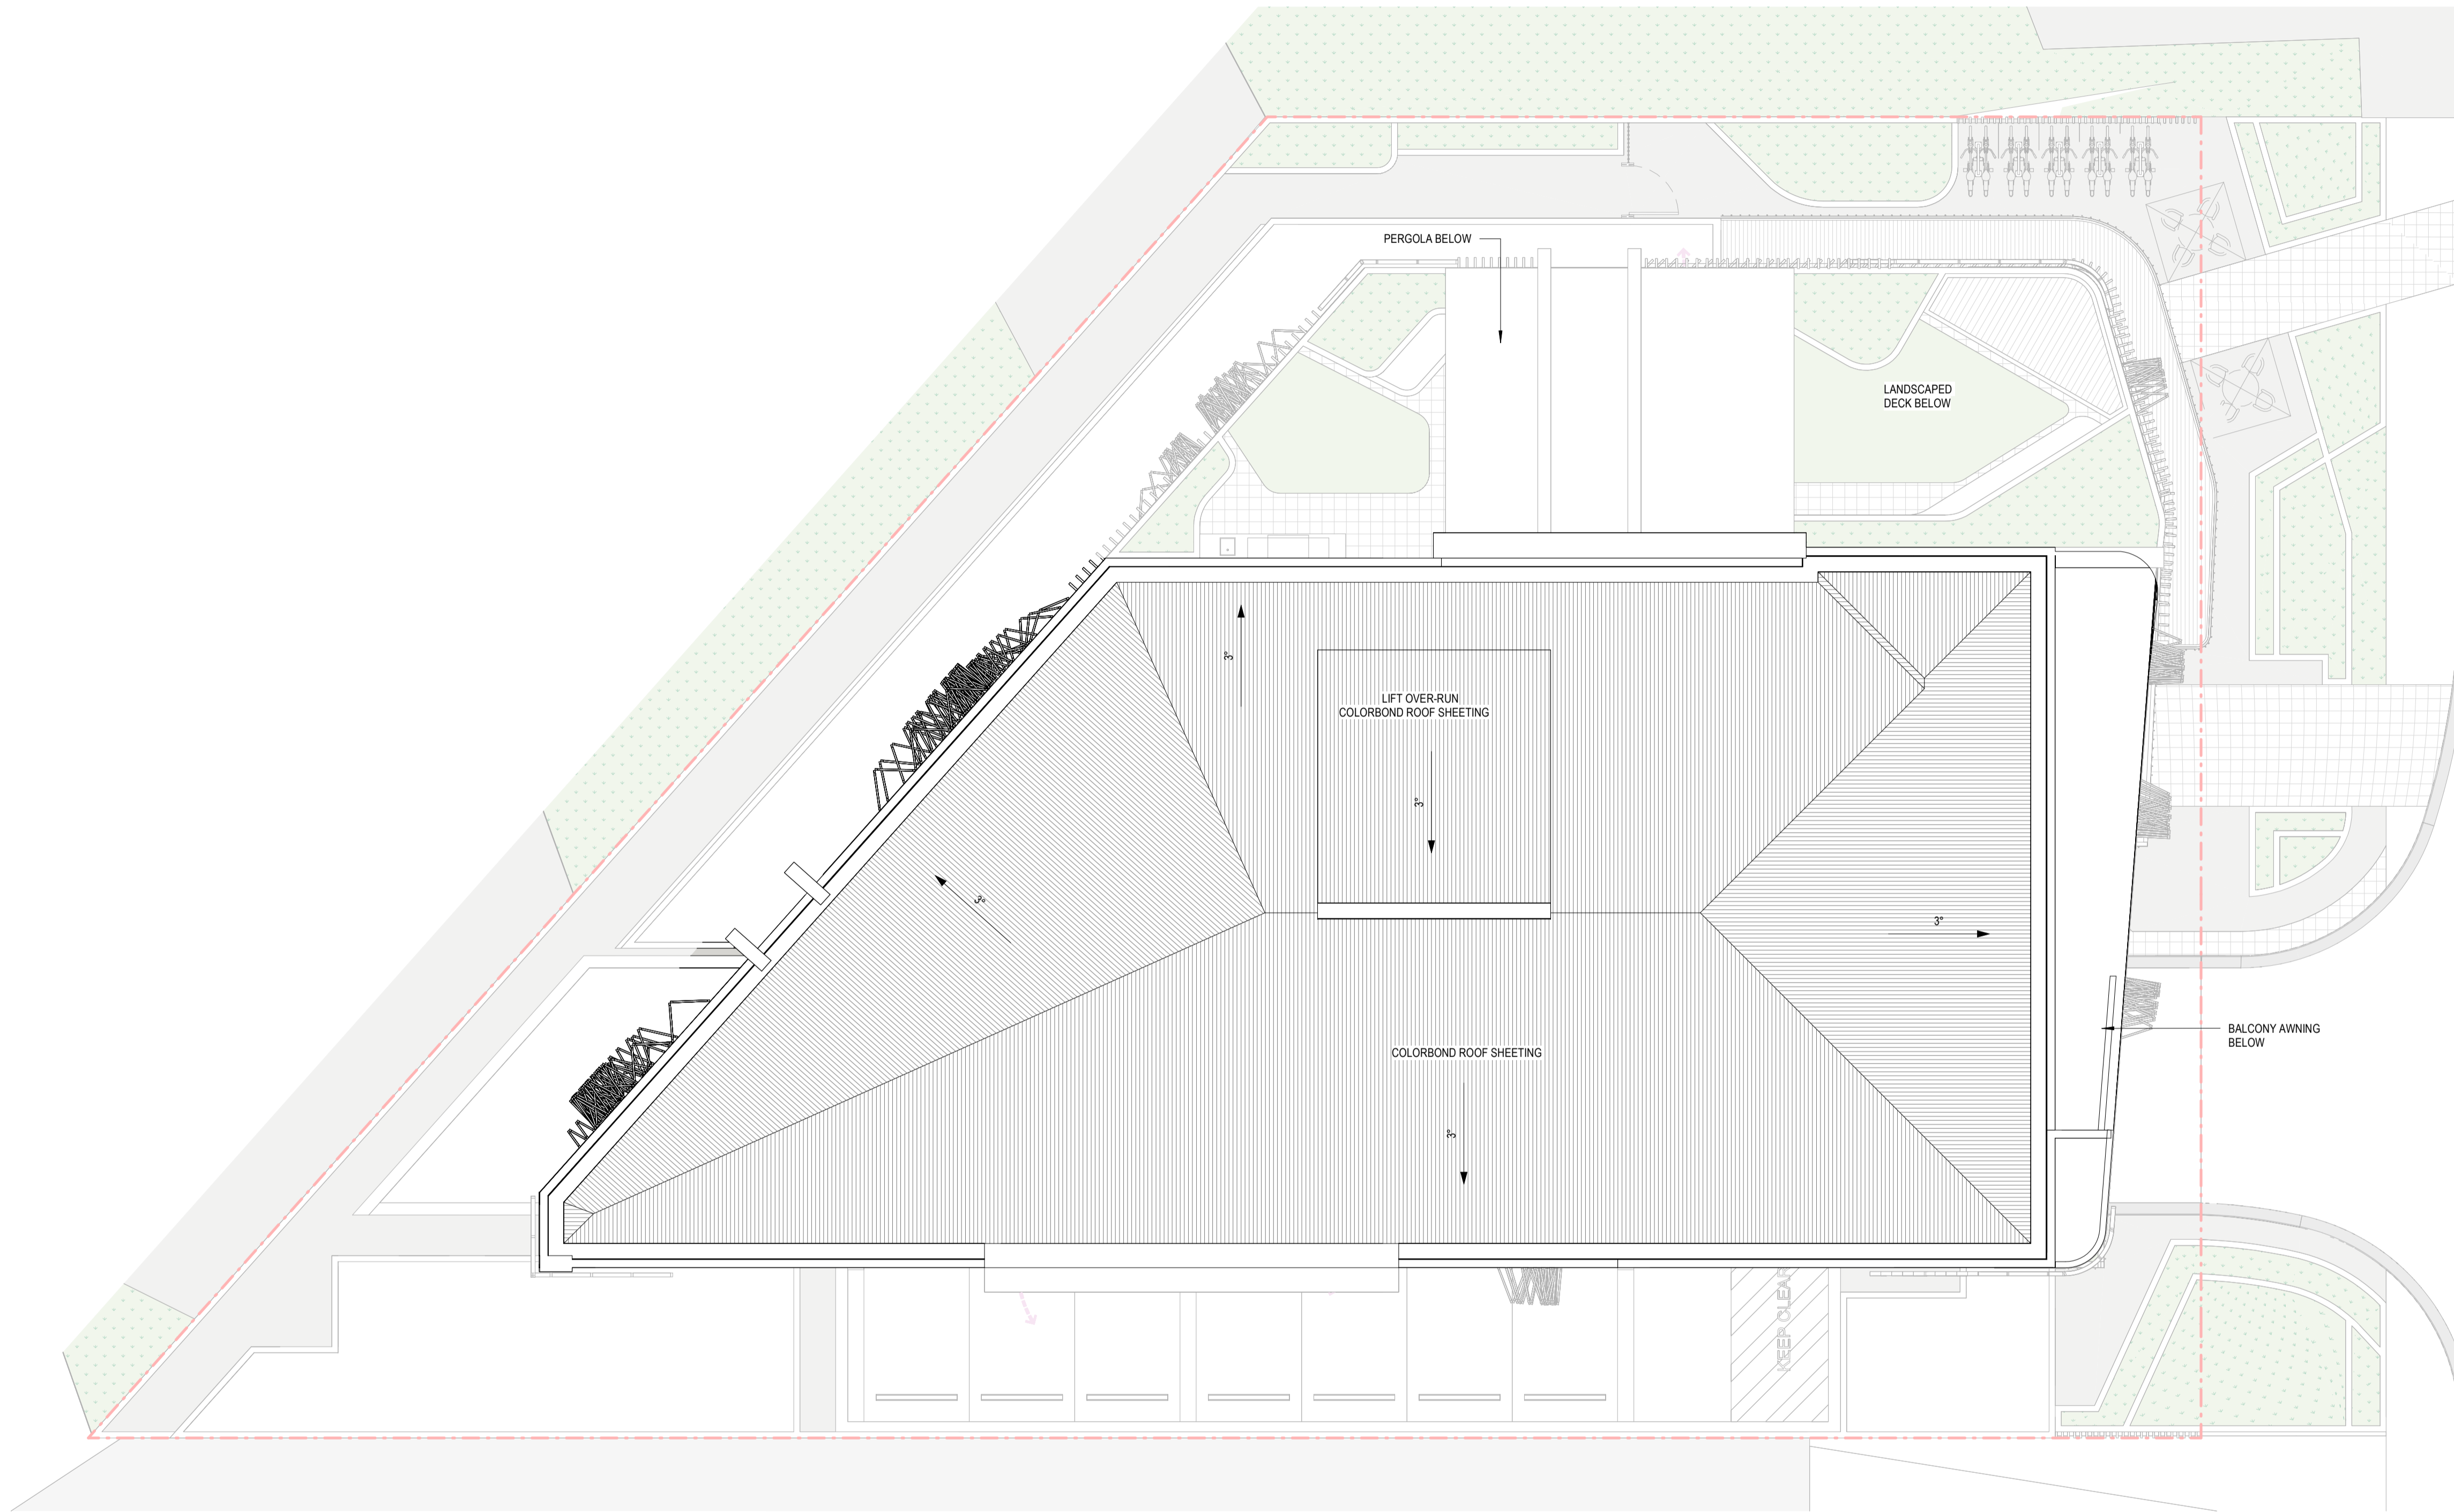 PERGOLA BELOW
LANDSCAPED
DECK BELOW
3°
LIFT OVER-RUN
COLORBOND ROOF SHEETING
3°
3°
3°
BALCONY AWNING
BELOW
COLORBOND ROOF SHEETING
3°
KEEP CLEAR